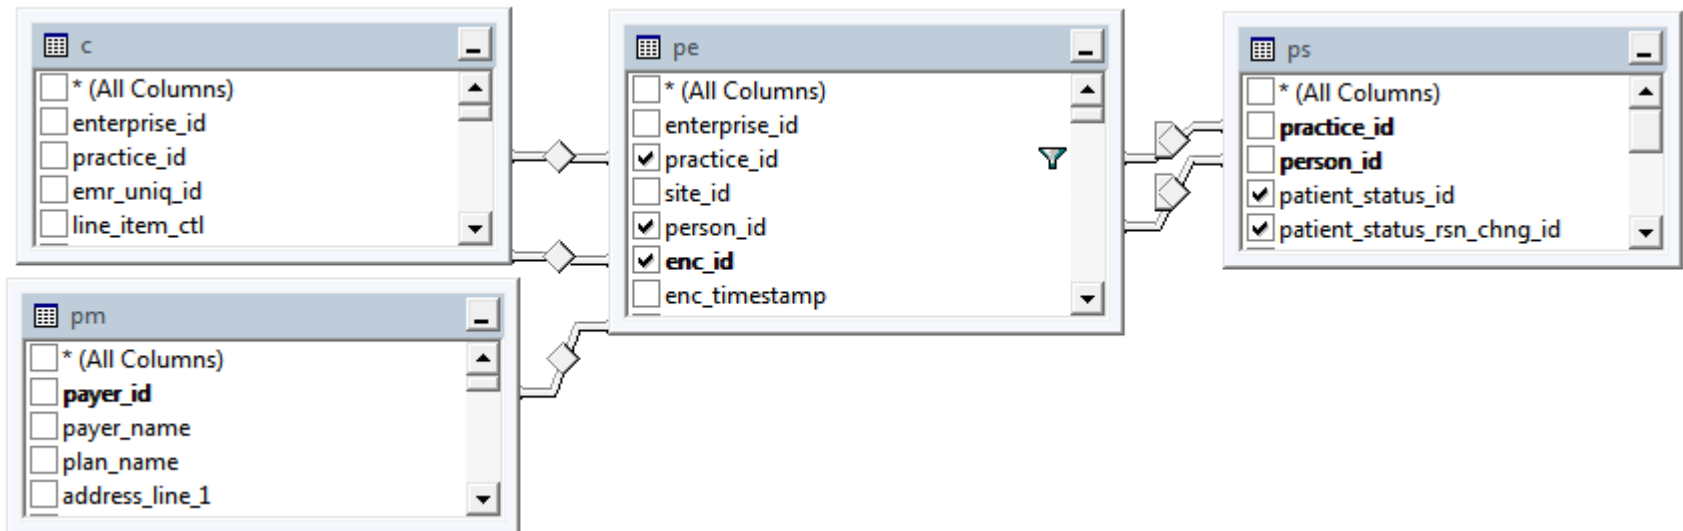 c
* (All Columns)
enterprise_id
practice_id
emr_uniq_id
line_item_ctl
pm
* (All Columns)
payer_id
payer_name
plan_name
address_line_1
pe
* (All Columns)
enterprise_id
practice_id
site_id
person_id
enc_id
enc_timestamp
ps
* (All Columns)
practice_id
person_id
patient_status_id
patient_status_rsn_chng_id